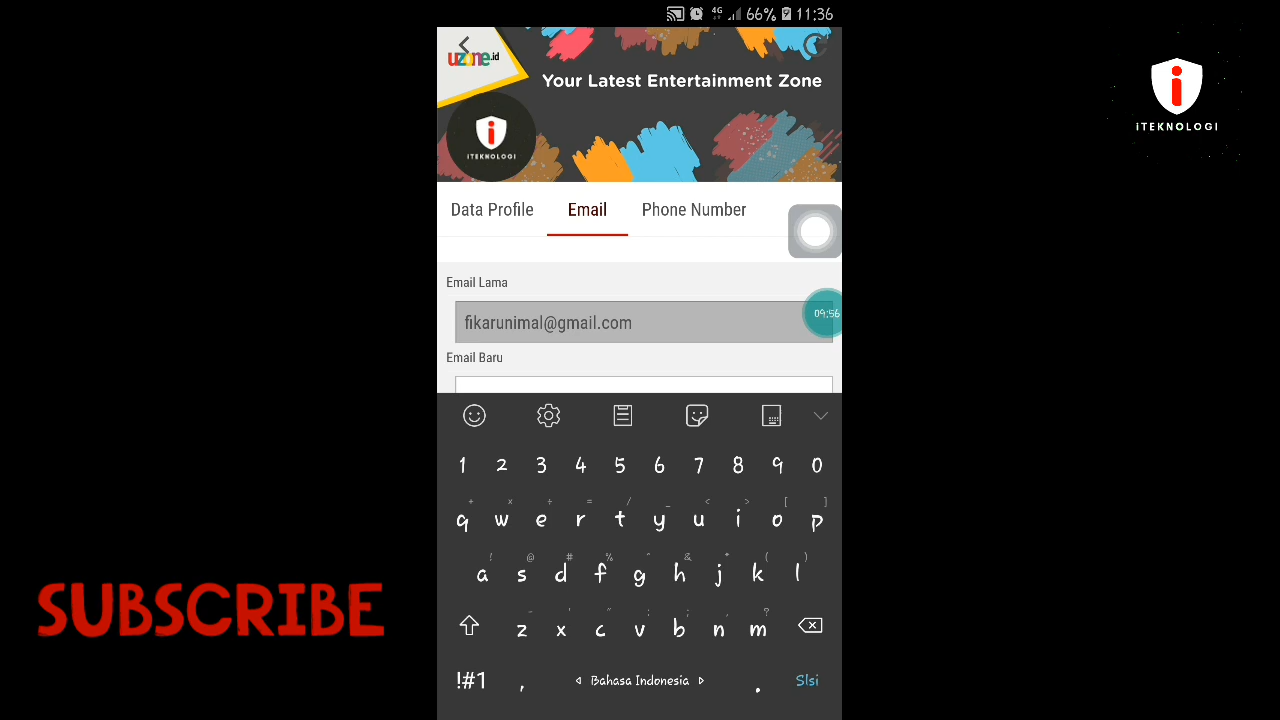 4G 66% 11:36
uzone.id
Your Latest Entertainment Zone
i
ITEKNOLOGI
i
ITEKNOLOGI
Data Profile Email Phone Number
Email Lama
fikarunimal@gmail.com
09:56
Email Baru
1 2 3 4 5 6 7 8 9 0
+ × ÷ = / _ < > [ ]
q w e r t y u i o p
! @ # % ^ & * ( )
a s d f g h j k l
- ' " : ; , ?
z x c v b n m
!#1 , Bahasa Indonesia . Slsi
SUBSCRIBE